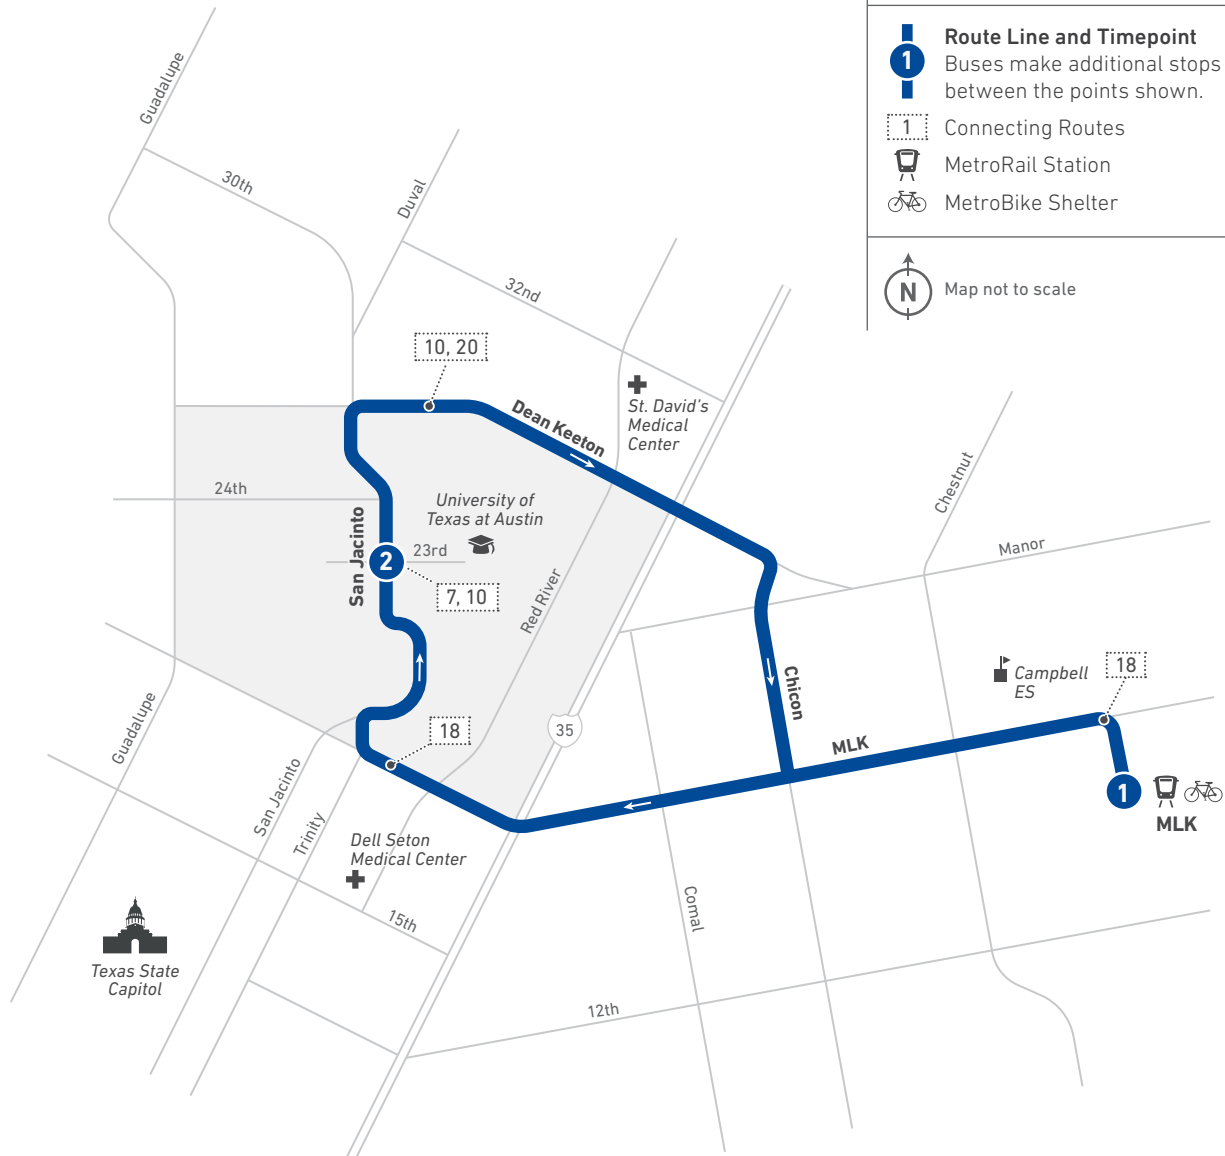 Route Line and Timepoint
1
Buses make additional stops
between the points shown.
1
Connecting Routes
MetroRail Station
MetroBike Shelter
N
Map not to scale
Guadalupe
30th
Duval
32nd
10, 20
St. David's
Medical
Center
Dean Keeton
24th
University of
Texas at Austin
San Jacinto
2
23rd
7, 10
Red River
Chestnut
Manor
Campbell
ES
18
Chicon
MLK
1
MLK
35
18
Guadalupe
San Jacinto
Trinity
Dell Seton
Medical Center
15th
Comal
12th
Texas State
Capitol